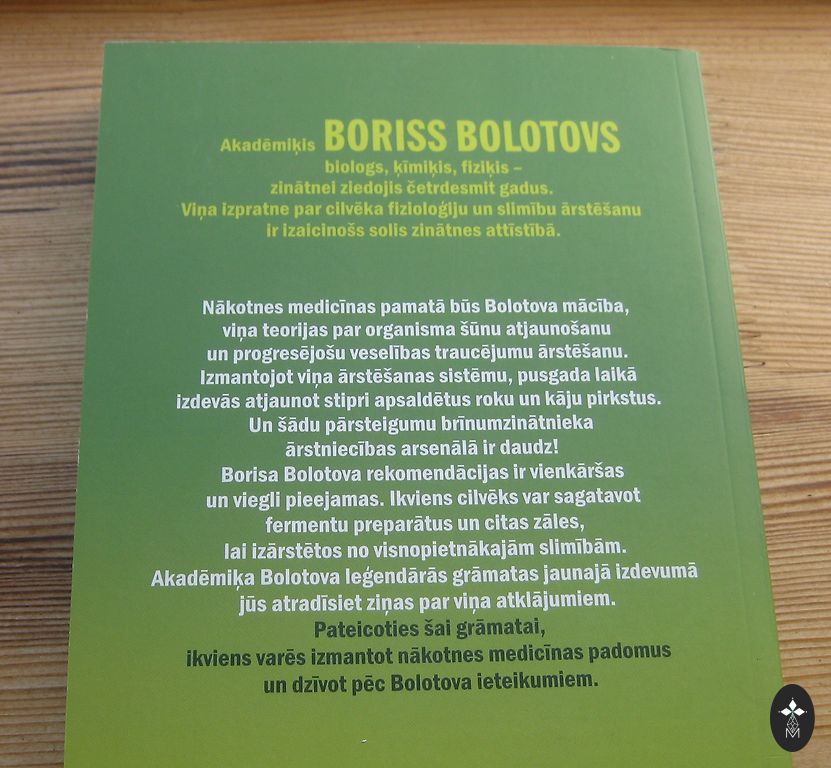 Akadēmiķis BORISS BOLOTOVS
biologs, ķīmiķis, fiziķis –
zinātnei ziedojis četrdesmit gadus.
Viņa izpratne par cilvēka fizioloģiju un slimību ārstēšanu
ir izaicinošs solis zinātnes attīstībā.
Nākotnes medicīnas pamatā būs Bolotova mācība,
viņa teorijas par organisma šūnu atjaunošanu
un progresējošu veselības traucējumu ārstēšanu.
Izmantojot viņa ārstēšanas sistēmu, pusgada laikā
izdevās atjaunot stipri apsaldētus roku un kāju pirkstus.
Un šādu pārsteigumu brīnumzinātnieka
ārstniecības arsenālā ir daudz!
Borisa Bolotova rekomendācijas ir vienkāršas
un viegli pieejamas. Ikviens cilvēks var sagatavot
fermentu preparātus un citas zāles,
lai izārstētos no visnopietnākajām slimībām.
Akadēmiķa Bolotova leģendārās grāmatas jaunajā izdevumā
jūs atradīsiet ziņas par viņa atklājumiem.
Pateicoties šai grāmatai,
ikviens varēs izmantot nākotnes medicīnas padomus
un dzīvot pēc Bolotova ieteikumiem.
M